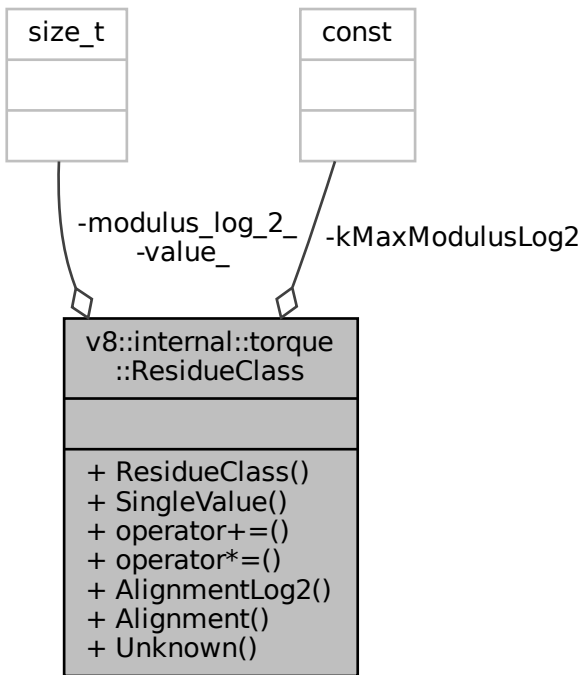 size_t
const
-modulus_log_2_
-value_
-kMaxModulusLog2
v8::internal::torque
::ResidueClass
+ ResidueClass()
+ SingleValue()
+ operator+=()
+ operator*=()
+ AlignmentLog2()
+ Alignment()
+ Unknown()